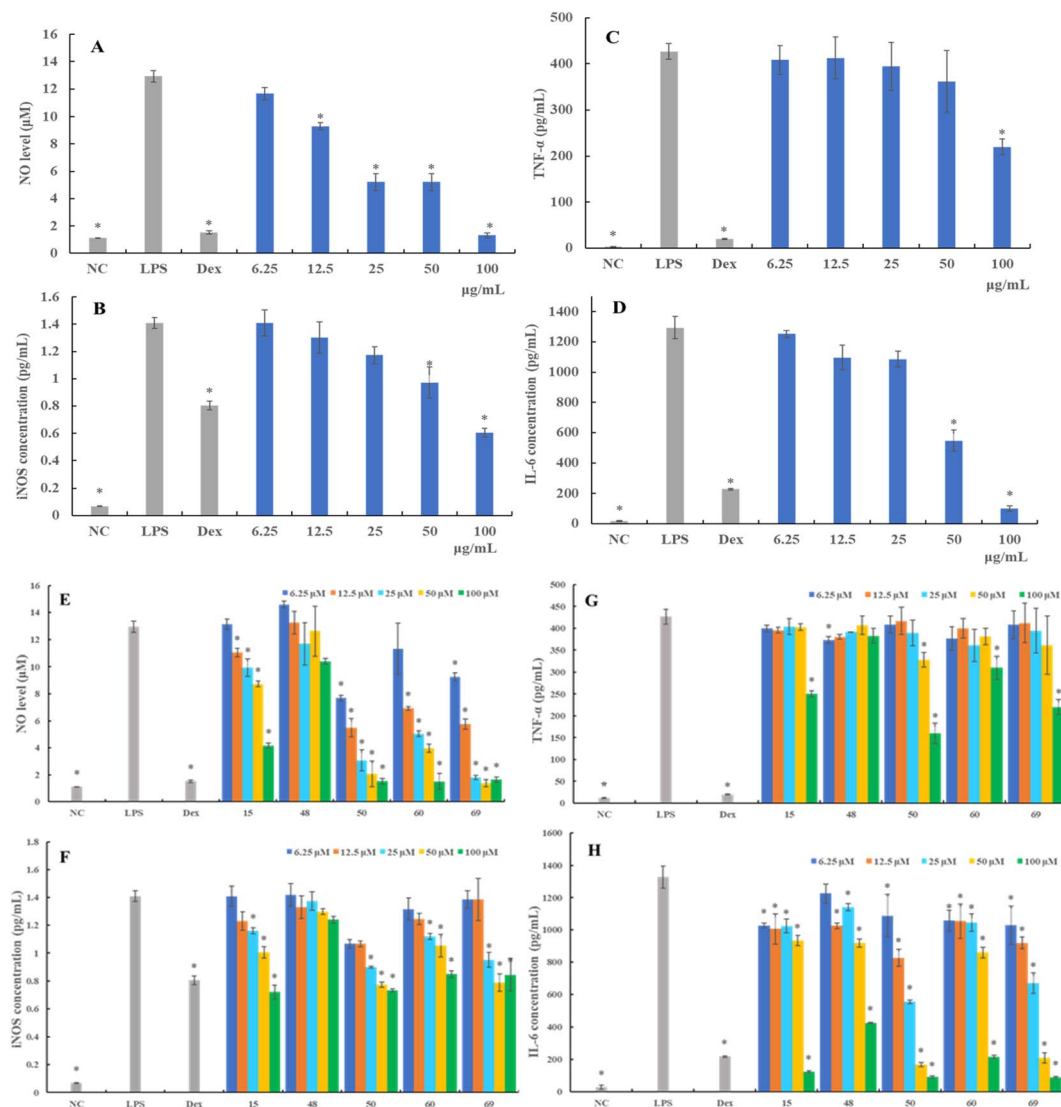 A
NO level (µM)
16
14
12
10
8
6
4
2
0
* * * * * *
NC LPS Dex 6.25 12.5 25 50 100
µg/mL
C
TNF-α (pg/mL)
500
400
300
200
100
0
* * *
NC LPS Dex 6.25 12.5 25 50 100
µg/mL
B
iNOS concentration (pg/mL)
1.6
1.4
1.2
1
0.8
0.6
0.4
0.2
0
* * * *
NC LPS Dex 6.25 12.5 25 50 100
µg/mL
D
IL-6 concentration (pg/mL)
1400
1200
1000
800
600
400
200
0
* * * *
NC LPS Dex 6.25 12.5 25 50 100
µg/mL
E
6.25 µM 12.5 µM 25 µM 50 µM 100 µM
NO level (µM)
16
14
12
10
8
6
4
2
0
NC LPS Dex 15 48 50 60 69
G
6.25 µM 12.5 µM 25 µM 50 µM 100 µM
TNF-α (pg/mL)
500
450
400
350
300
250
200
150
100
50
0
NC LPS Dex 15 48 50 60 69
F
6.25 µM 12.5 µM 25 µM 50 µM 100 µM
iNOS concentration (pg/mL)
1.8
1.6
1.4
1.2
1
0.8
0.6
0.4
0.2
0
NC LPS Dex 15 48 50 60 69
H
6.25 µM 12.5 µM 25 µM 50 µM 100 µM
IL-6 concentration (pg/mL)
1600
1400
1200
1000
800
600
400
200
0
NC LPS Dex 15 48 50 60 69